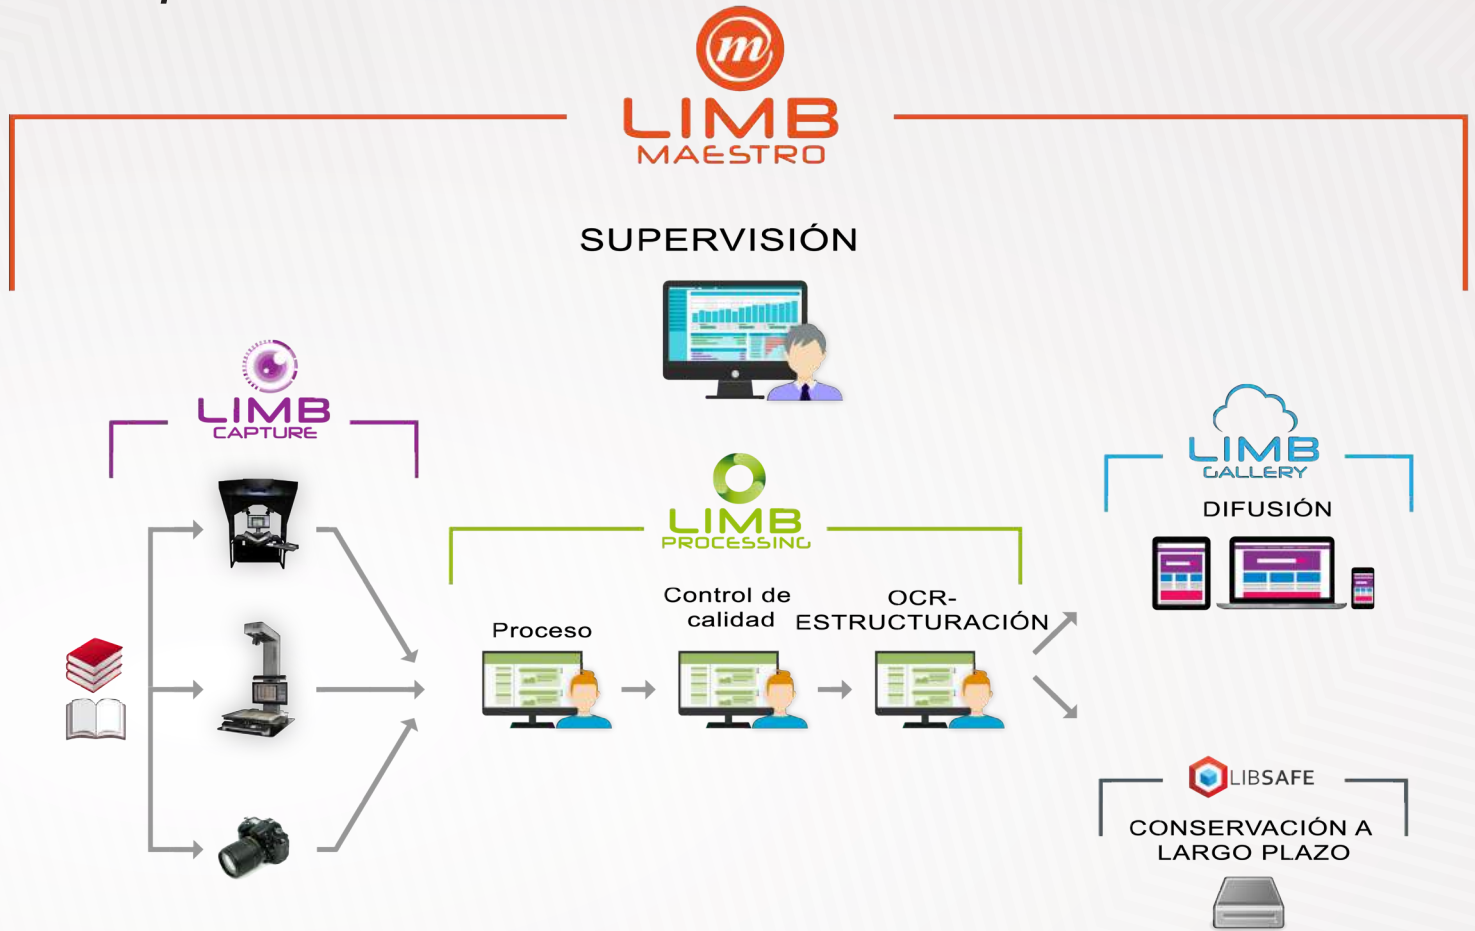 LIMB
MAESTRO
SUPERVISIÓN
LIMB
CAPTURE
LIMB
PROCESSING
Control de
calidad
OCR-
ESTRUCTURACIÓN
Proceso
LIMB
GALLERY
DIFUSIÓN
LIBSAFE
CONSERVACIÓN A
LARGO PLAZO